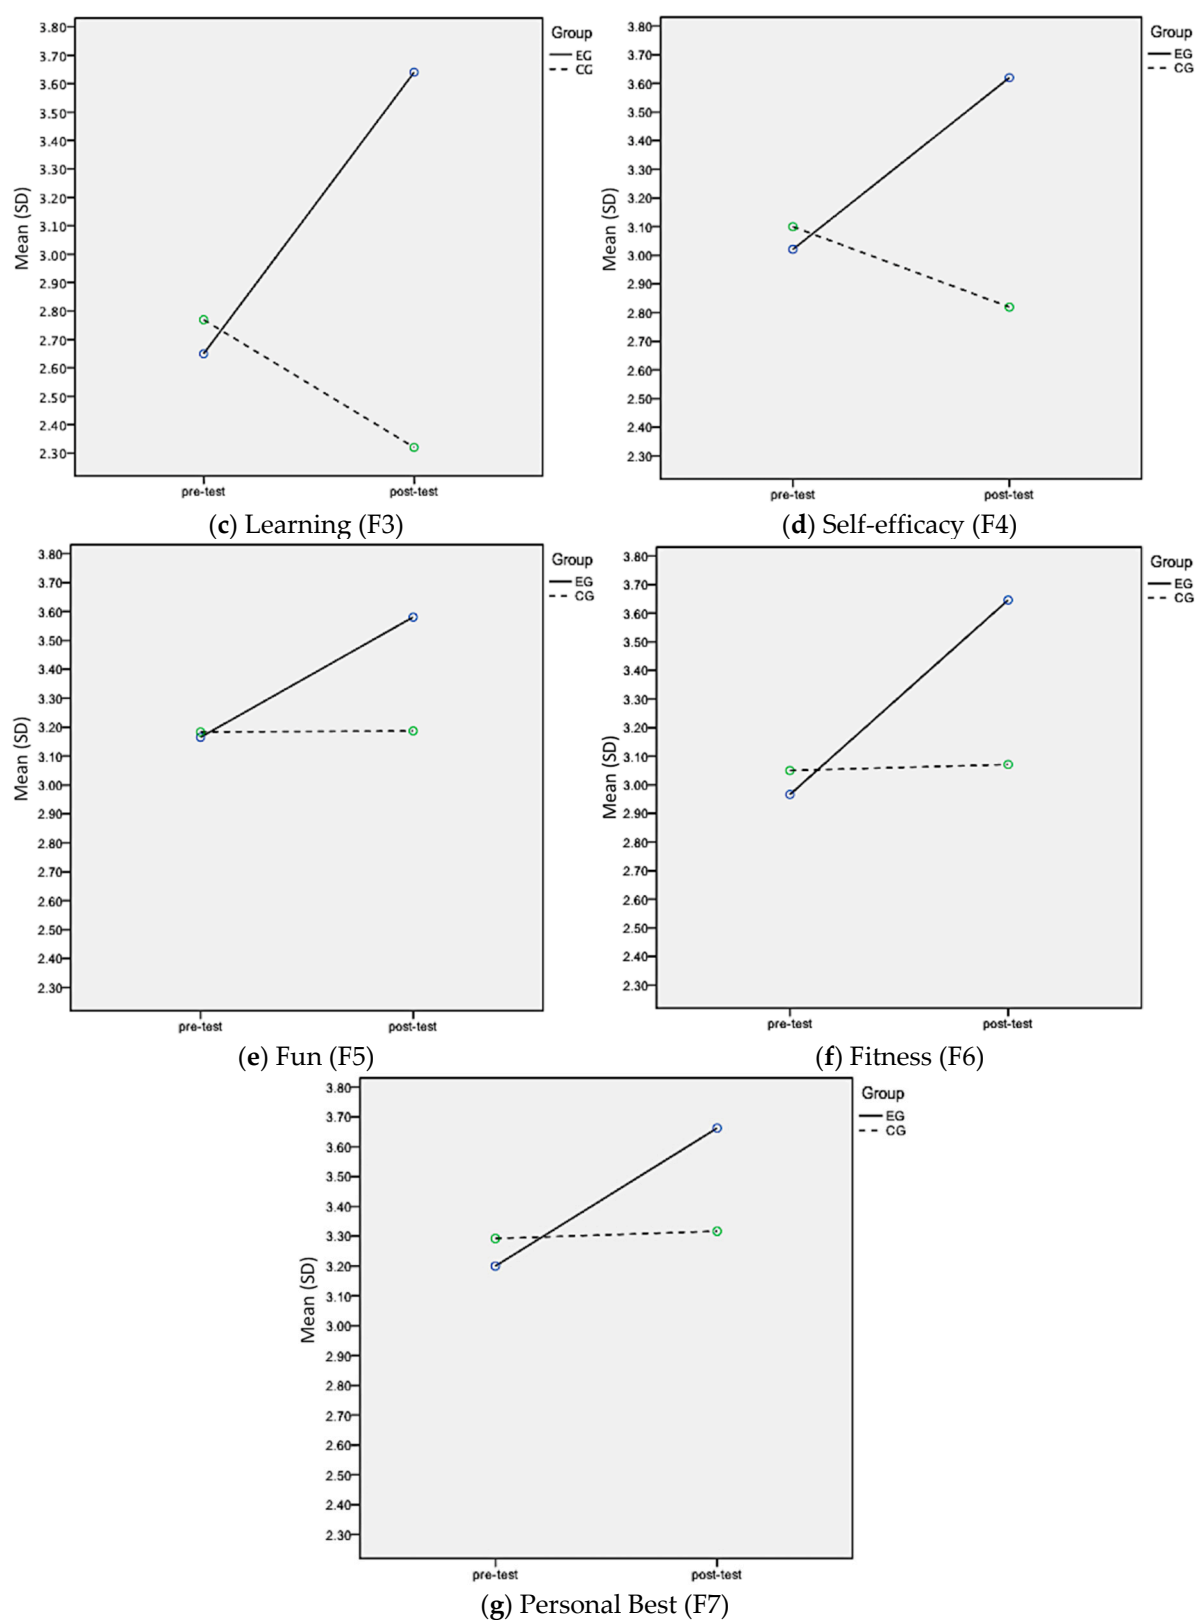 3.80
3.70
3.60
3.50
3.40
3.30
3.20
3.10
3.00
2.90
2.80
2.70
2.60
2.50
2.40
2.30
Mean (SD)
pre-test post-test
Group
EG
CG
(c) Learning (F3)
3.80
3.70
3.60
3.50
3.40
3.30
3.20
3.10
3.00
2.90
2.80
2.70
2.60
2.50
2.40
2.30
Mean (SD)
pre-test post-test
Group
EG
CG
(d) Self-efficacy (F4)
3.80
3.70
3.60
3.50
3.40
3.30
3.20
3.10
3.00
2.90
2.80
2.70
2.60
2.50
2.40
2.30
Mean (SD)
pre-test post-test
Group
EG
CG
(e) Fun (F5)
3.80
3.70
3.60
3.50
3.40
3.30
3.20
3.10
3.00
2.90
2.80
2.70
2.60
2.50
2.40
2.30
Mean (SD)
pre-test post-test
Group
EG
CG
(f) Fitness (F6)
3.80
3.70
3.60
3.50
3.40
3.30
3.20
3.10
3.00
2.90
2.80
2.70
2.60
2.50
2.40
2.30
Mean (SD)
pre-test post-test
Group
EG
CG
(g) Personal Best (F7)